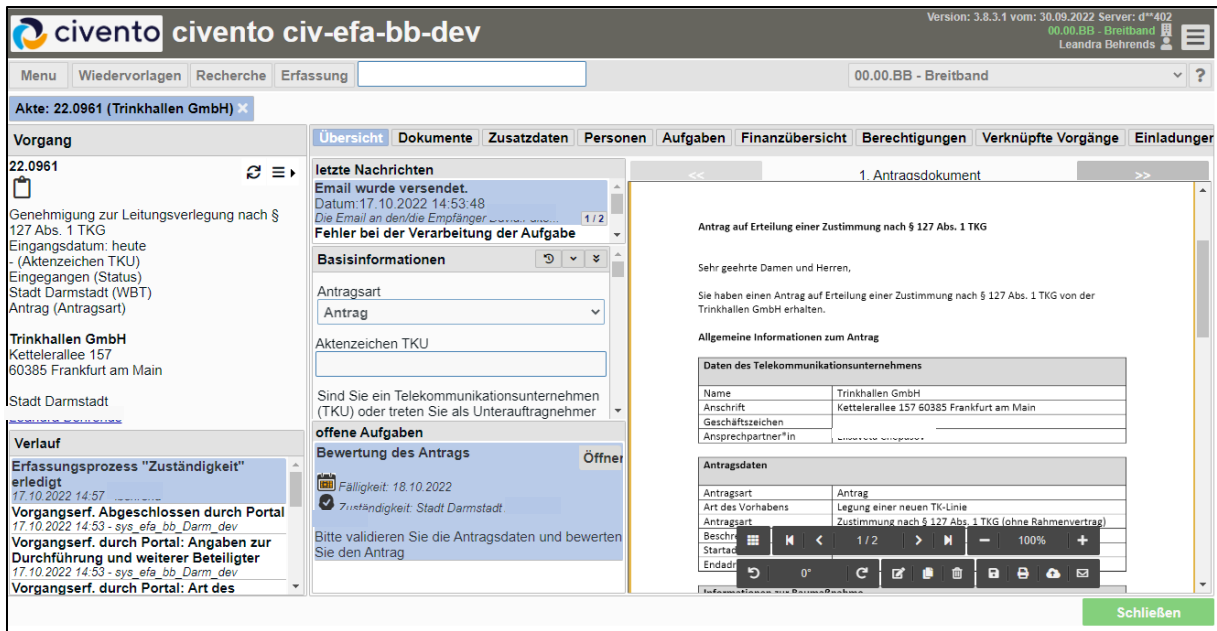 civento civento civ-efa-bb-dev
Version: 3.8.3.1 vom: 30.09.2022 Server: d**402
00.00.BB - Breitband
Leandra Behrends
Menu Wiedervorlagen Recherche Erfassung
00.00.BB - Breitband ?
Akte: 22.0961 (Trinkhallen GmbH) ×
Vorgang
22.0961
Genehmigung zur Leitungsverlegung nach §
127 Abs. 1 TKG
Eingangsdatum: heute
- (Aktenzeichen TKU)
Eingegangen (Status)
Stadt Darmstadt (WBT)
Antrag (Antragsart)
Trinkhallen GmbH
Kettelerallee 157
60385 Frankfurt am Main
Stadt Darmstadt
Verlauf
Erfassungsprozess "Zuständigkeit"
erledigt
17.10.2022 14:57
Vorgangserf. Abgeschlossen durch Portal
17.10.2022 14:53 - sys_efa_bb_Darm_dev
Vorgangserf. durch Portal: Angaben zur
Durchführung und weiterer Beteiligter
17.10.2022 14:53 - sys_efa_bb_Darm_dev
Vorgangserf. durch Portal: Art des
Übersicht Dokumente Zusatzdaten Personen Aufgaben Finanzübersicht Berechtigungen Verknüpfte Vorgänge Einladungen
letzte Nachrichten
Email wurde versendet.
Datum:17.10.2022 14:53:48
Die Email an den/die Empfänger
1 / 2
Fehler bei der Verarbeitung der Aufgabe
Basisinformationen
Antragsart
Antrag
Aktenzeichen TKU
Sind Sie ein Telekommunikationsunternehmen
(TKU) oder treten Sie als Unterauftragnehmer
offene Aufgaben
Bewertung des Antrags
Öffnen
Fälligkeit: 18.10.2022
Zuständigkeit: Stadt Darmstadt
Bitte validieren Sie die Antragsdaten und bewerten
Sie den Antrag
<< 1. Antragsdokument >>
Antrag auf Erteilung einer Zustimmung nach § 127 Abs. 1 TKG
Sehr geehrte Damen und Herren,
Sie haben einen Antrag auf Erteilung einer Zustimmung nach § 127 Abs. 1 TKG von der
Trinkhallen GmbH erhalten.
Allgemeine Informationen zum Antrag
Daten des Telekommunikationsunternehmens
Name Trinkhallen GmbH
Anschrift Kettelerallee 157 60385 Frankfurt am Main
Geschäftszeichen
Ansprechpartner*in
Antragsdaten
Antragsart Antrag
Art des Vorhabens Legung einer neuen TK-Linie
Antragsart Zustimmung nach § 127 Abs. 1 TKG (ohne Rahmenvertrag)
Beschre
Startad
Endadr
1 / 2 100%
0°
Informationen zur Baumaßnahme
Schließen